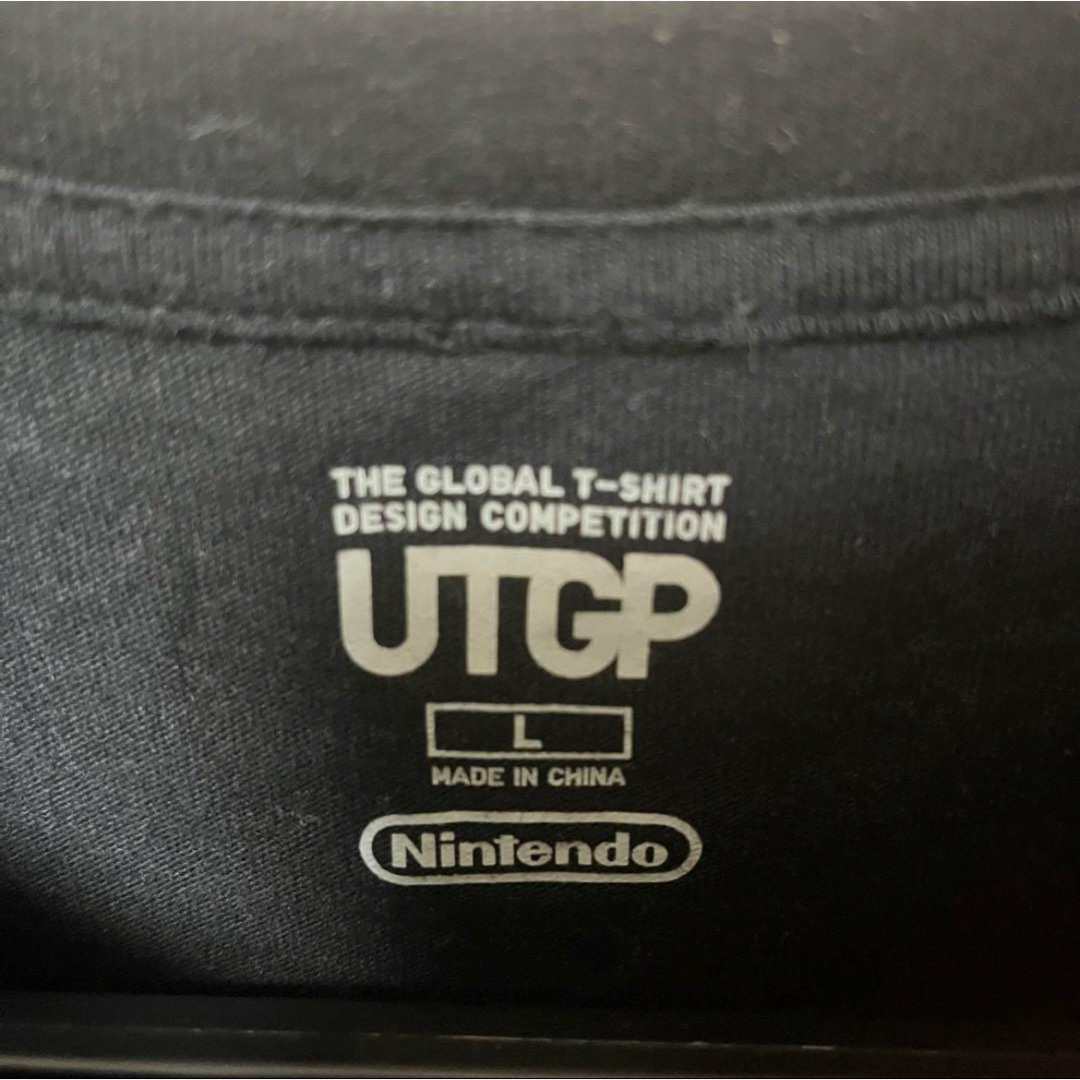 THE GLOBAL T-SHIRT
DESIGN COMPETITION
UTGP
L
MADE IN CHINA
Nintendo